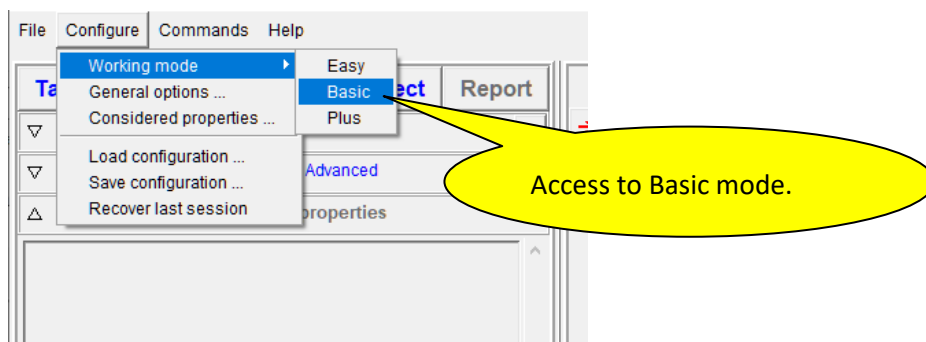 File Configure Commands Help
Working mode Easy
Ta ect Report
General options ... Basic
Considered properties ... Plus
Load configuration ...
Advanced
Save configuration ...
Recover last session properties
Access to Basic mode.